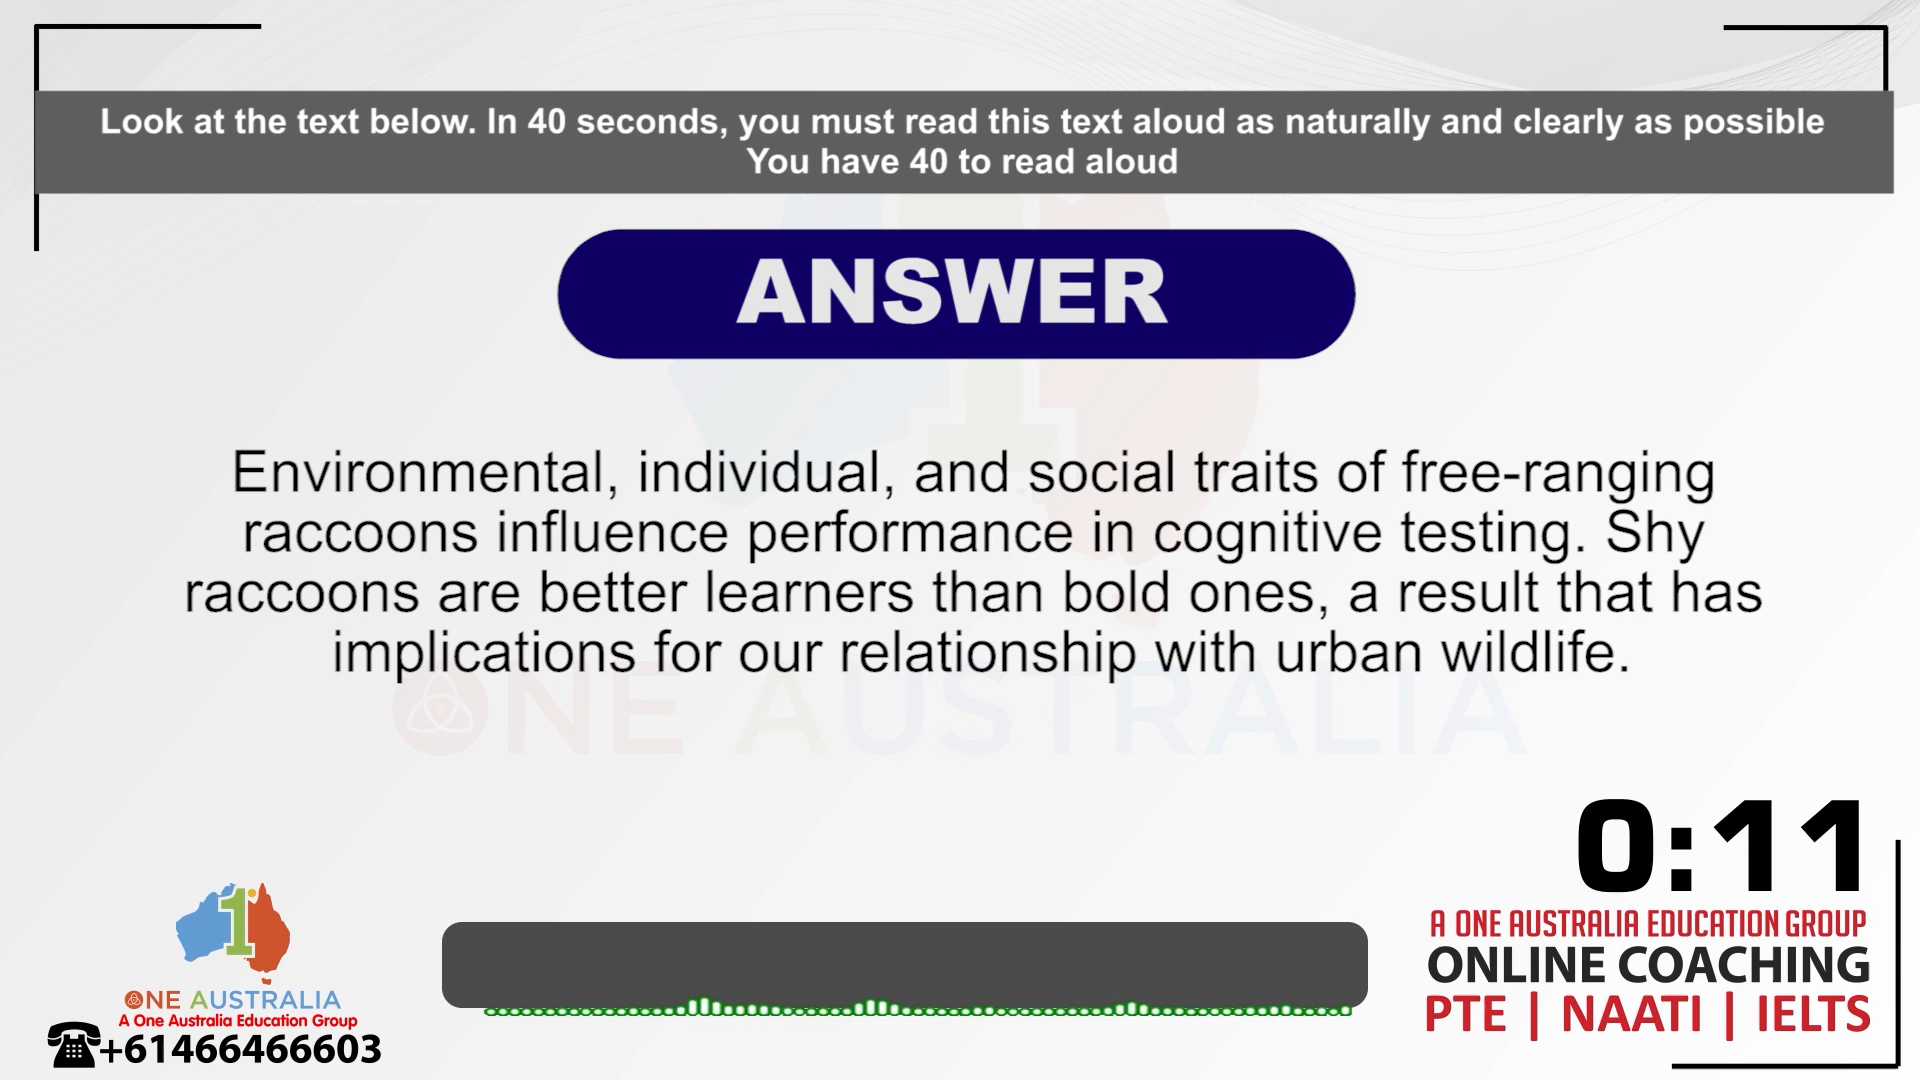 Look at the text below. In 40 seconds, you must read this text aloud as naturally and clearly as possible
You have 40 to read aloud
ANSWER
Environmental, individual, and social traits of free-ranging
raccoons influence performance in cognitive testing. Shy
raccoons are better learners than bold ones, a result that has
implications for our relationship with urban wildlife.
ONE AUSTRALIA
0:11
A ONE AUSTRALIA EDUCATION GROUP
ONLINE COACHING
PTE | NAATI | IELTS
1
ONE AUSTRALIA
A One Australia Education Group
+61466466603